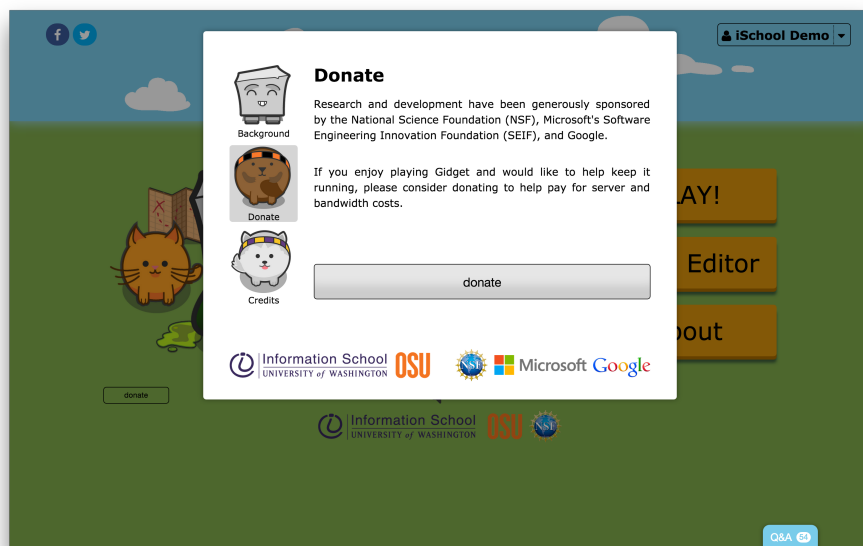 iSchool Demo
Donate
Research and development have been generously sponsored
by the National Science Foundation (NSF), Microsoft's Software
Engineering Innovation Foundation (SEIF), and Google.
If you enjoy playing Gidget and would like to help keep it
running, please consider donating to help pay for server and
bandwidth costs.
Background
Donate
Credits
donate
AY!
Editor
out
Information School
UNIVERSITY of WASHINGTON
OSU
NSF
Microsoft
Google
donate
Information School
UNIVERSITY of WASHINGTON
OSU
NSF
Q&A 54